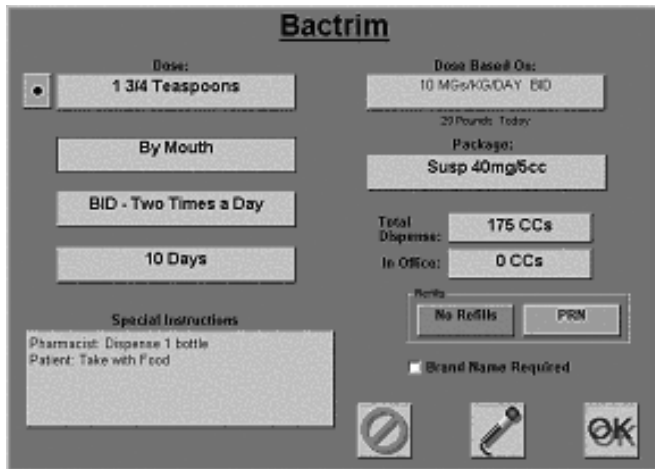 Bactrim
Dose:
1 3/4 Teaspoons
By Mouth
BID - Two Times a Day
10 Days
Special Instructions
Pharmacist: Dispense 1 bottle
Patient: Take with Food
Dose Based On:
10 MGs/KG/DAY BID
29 Pounds Today
Package:
Susp 40mg/5cc
Total
Dispense:
175 CCs
In Office:
0 CCs
Refills
No Refills
PRN
Brand Name Required
OK